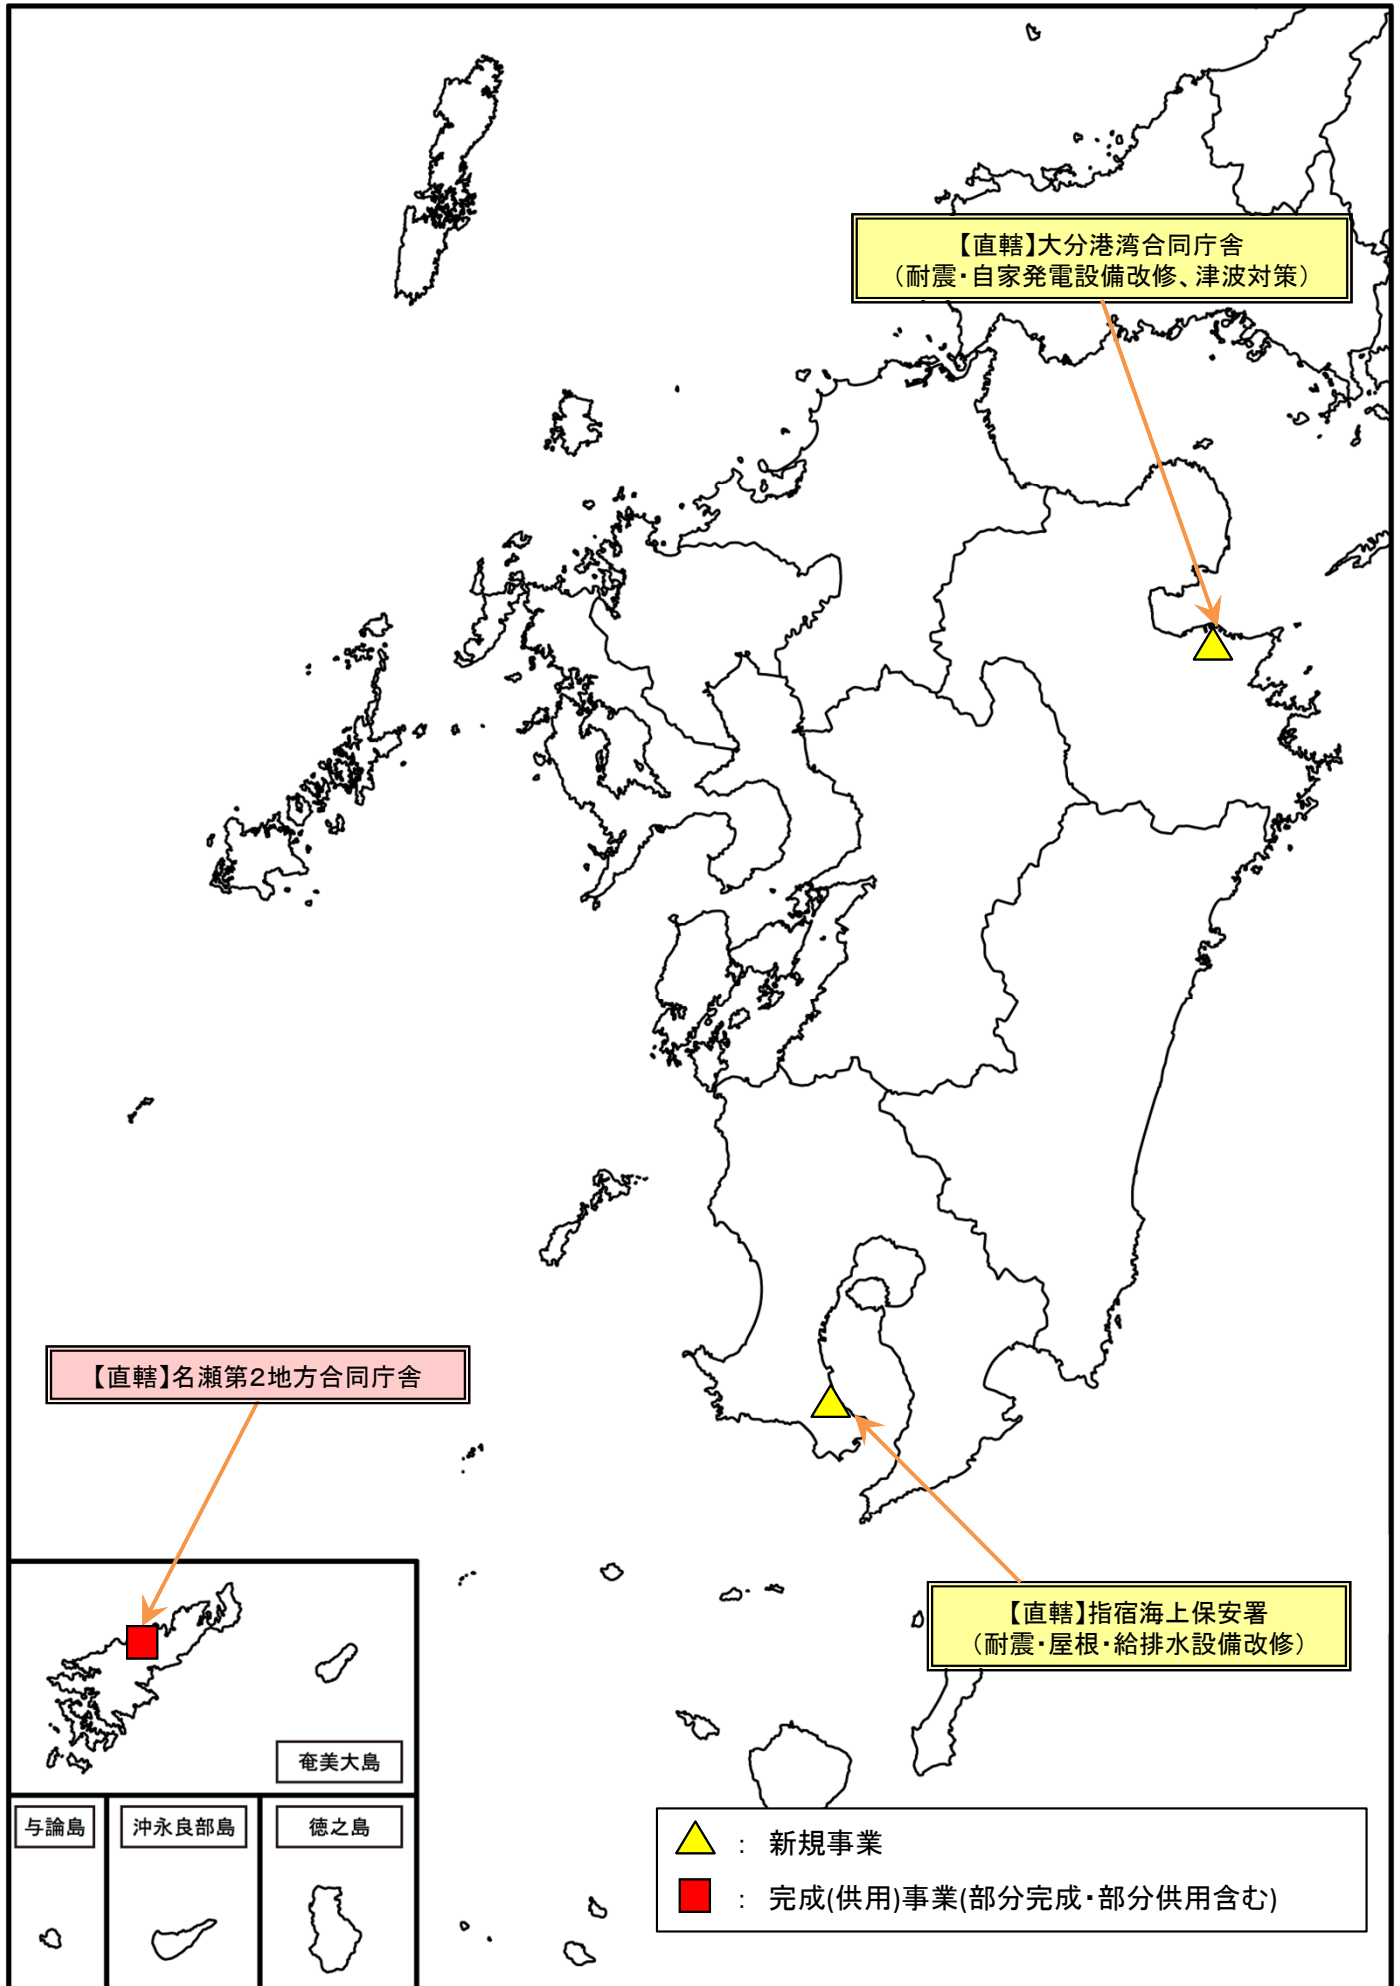 【直轄】大分港湾合同庁舎
（耐震・自家発電設備改修、津波対策）
【直轄】名瀬第２地方合同庁舎
【直轄】指宿海上保安署
（耐震・屋根・給排水設備改修）
奄美大島
与論島
沖永良部島
徳之島
： 新規事業
： 完成(供用)事業(部分完成・部分供用含む)